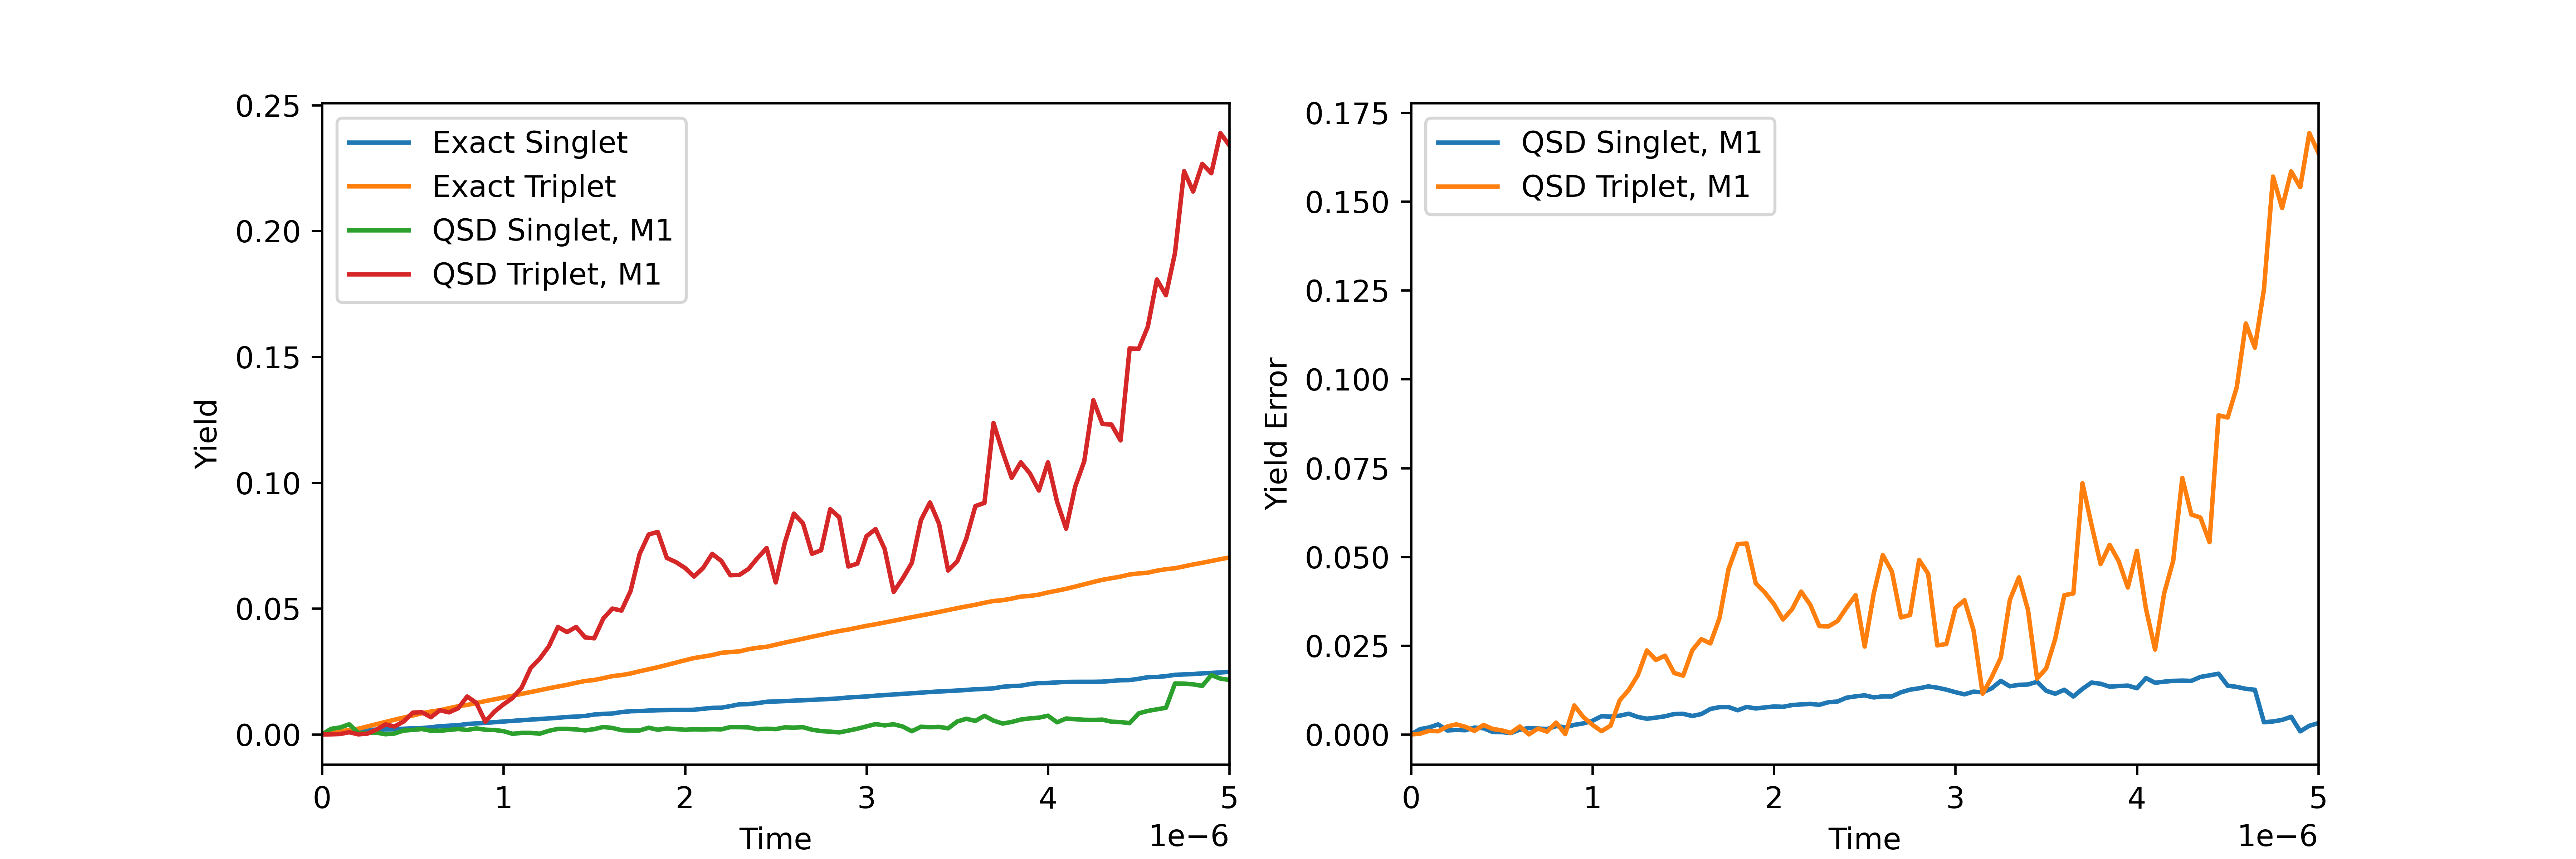 0.25
0.20
0.15
0.10
0.05
0.00
Yield
Exact Singlet
Exact Triplet
QSD Singlet, M1
QSD Triplet, M1
0 1 2 3 4 5
Time
1e−6
0.175
0.150
0.125
0.100
0.075
0.050
0.025
0.000
Yield Error
QSD Singlet, M1
QSD Triplet, M1
0 1 2 3 4 5
Time
1e−6